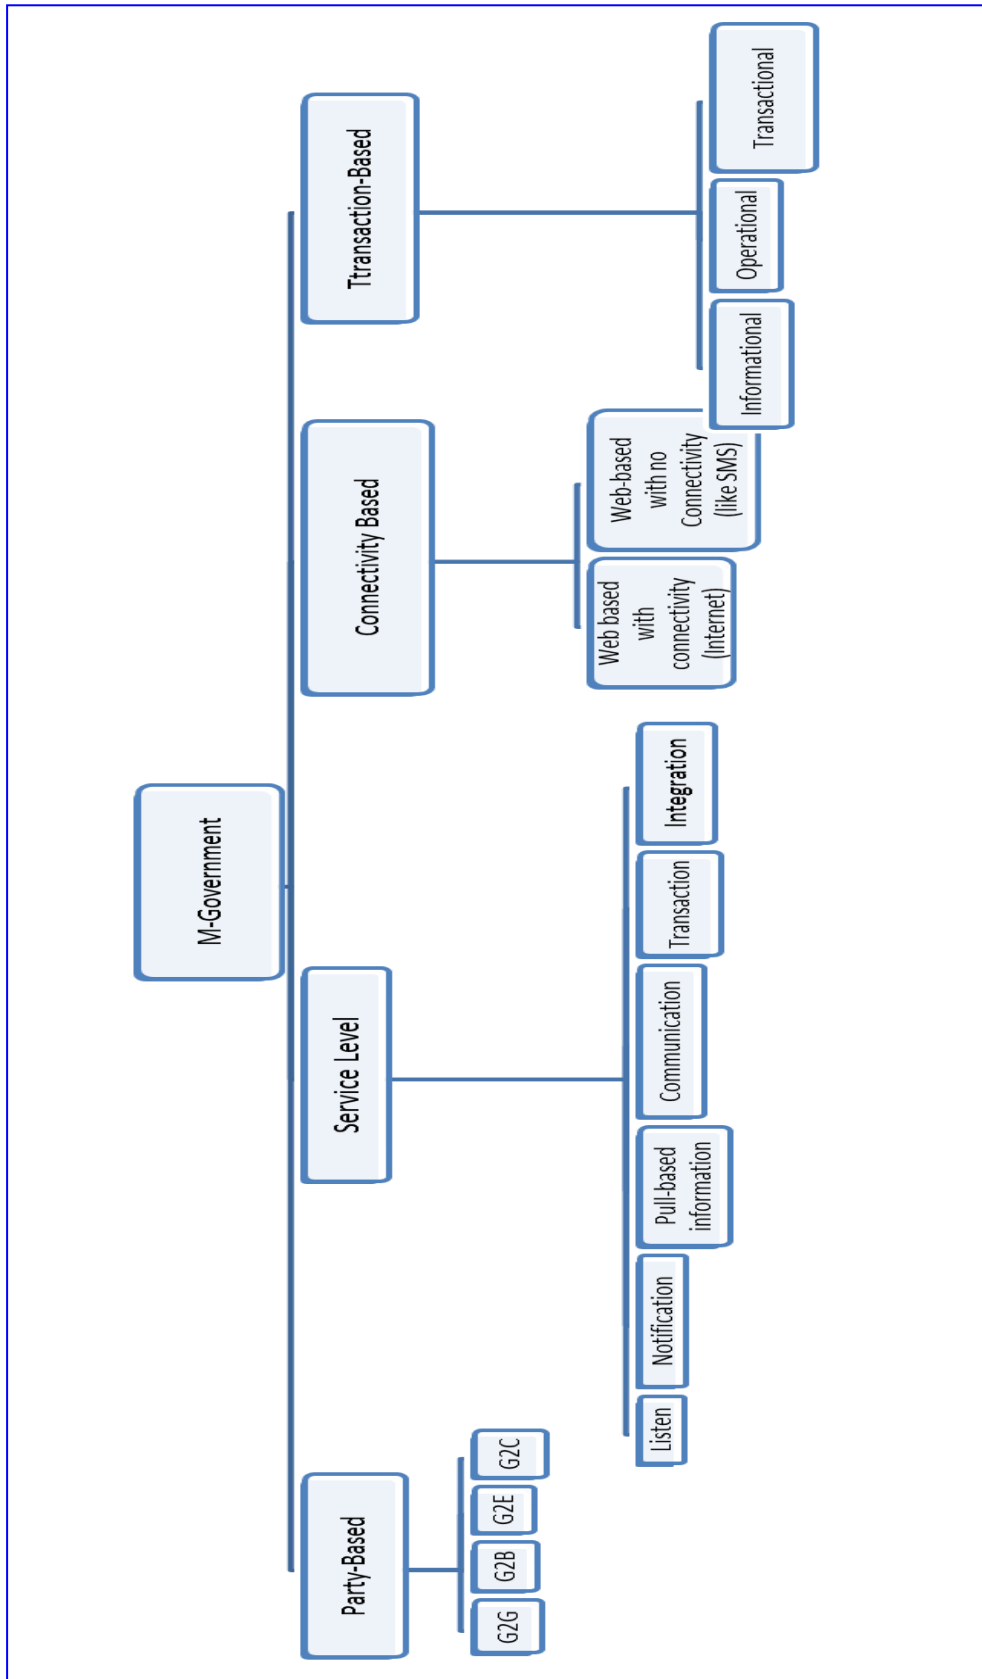 M-Government
Party-Based
Service Level
Connectivity Based
Ttransaction-Based
G2G
G2B
G2E
G2C
Listen
Notification
Pull-based
information
Communication
Transaction
Integration
Web based
with
connectivity
(Internet)
Web-based
with no
Connectivity
(like SMS)
Informational
Operational
Transactional